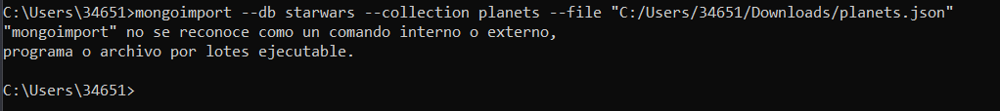 C:\Users\34651>mongoimport --db starwars --collection planets --file "C:/Users/34651/Downloads/planets.json"
"mongoimport" no se reconoce como un comando interno o externo,
programa o archivo por lotes ejecutable.
C:\Users\34651>